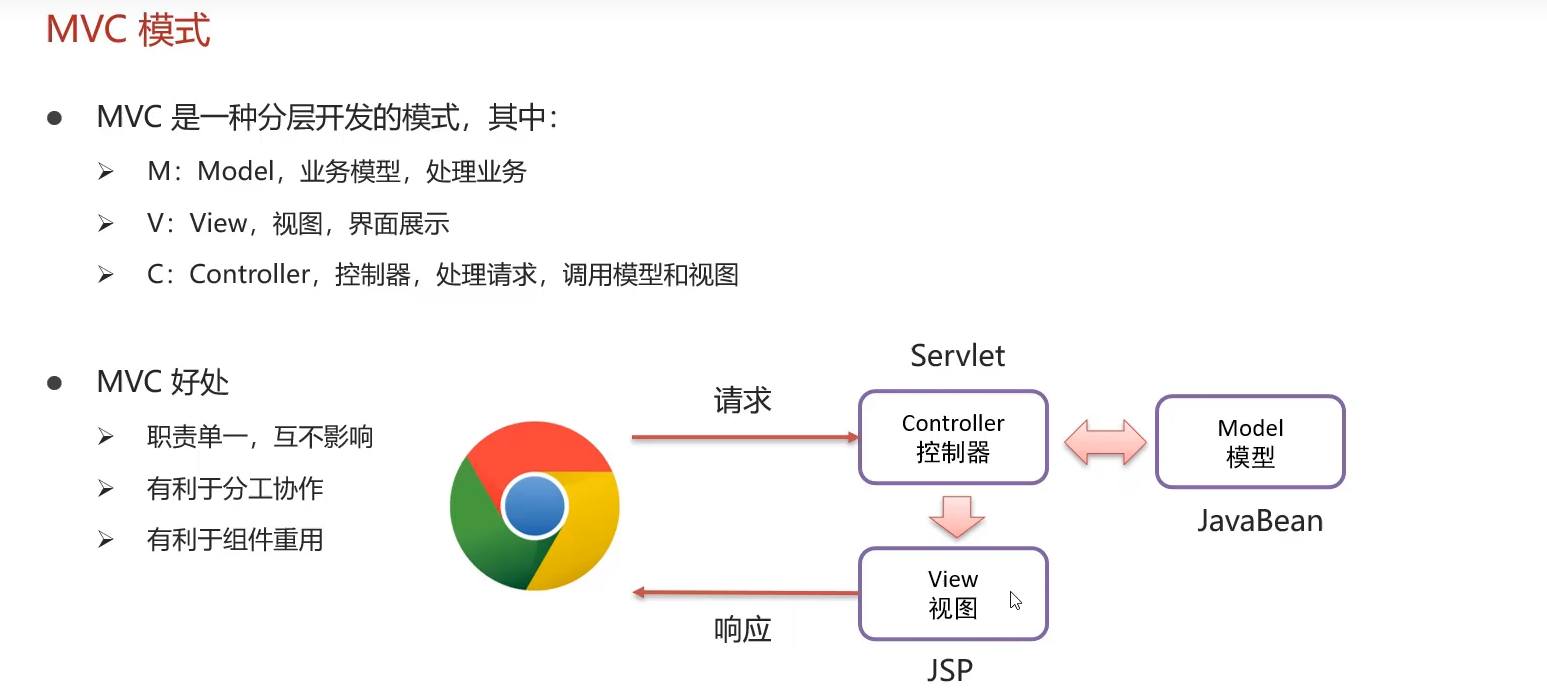 MVC 模式
MVC 是一种分层开发的模式，其中：
M：Model，业务模型，处理业务
V：View，视图，界面展示
C：Controller，控制器，处理请求，调用模型和视图
MVC 好处
职责单一，互不影响
有利于分工协作
有利于组件重用
请求
Servlet
Controller
控制器
Model
模型
JavaBean
View
视图
响应
JSP